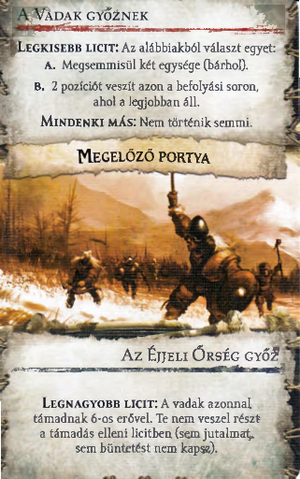 A Vadak győznek
Legkisebb licit: Az alábbiakból választ egyet:
A. Megsemmisül két egysége (bárhol).
B. 2 pozíciót veszít azon a befolyási soron,
ahol a legjobban áll.
Mindenki más: Nem történik semmi.
Megelőző portya
Az Éjjeli Őrség győz
Legnagyobb licit: A vadak azonnal
támadnak 6-os erővel. Te nem veszel részt
a támadás elleni licitben (sem jutalmat,
sem büntetést nem kapsz).